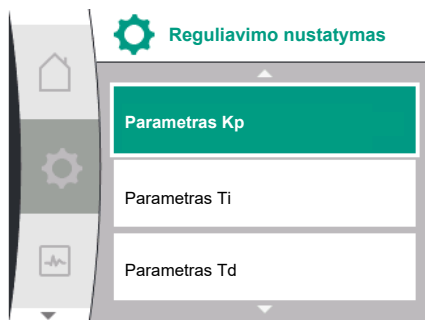 Reguliavimo nustatymas
Parametras Kp
Parametras Ti
Parametras Td